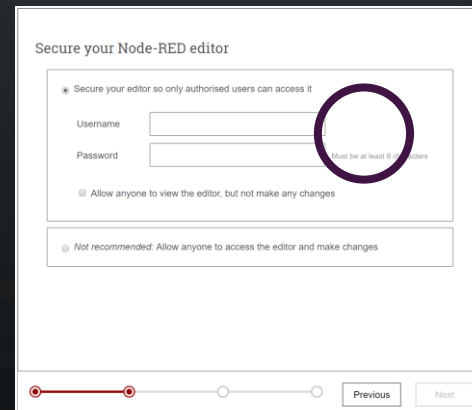 Secure your Node-RED editor
Secure your editor so only authorised users can access it
Username
Password
Must be at least 8 characters
Allow anyone to view the editor, but not make any changes
Not recommended: Allow anyone to access the editor and make changes
Previous
Next